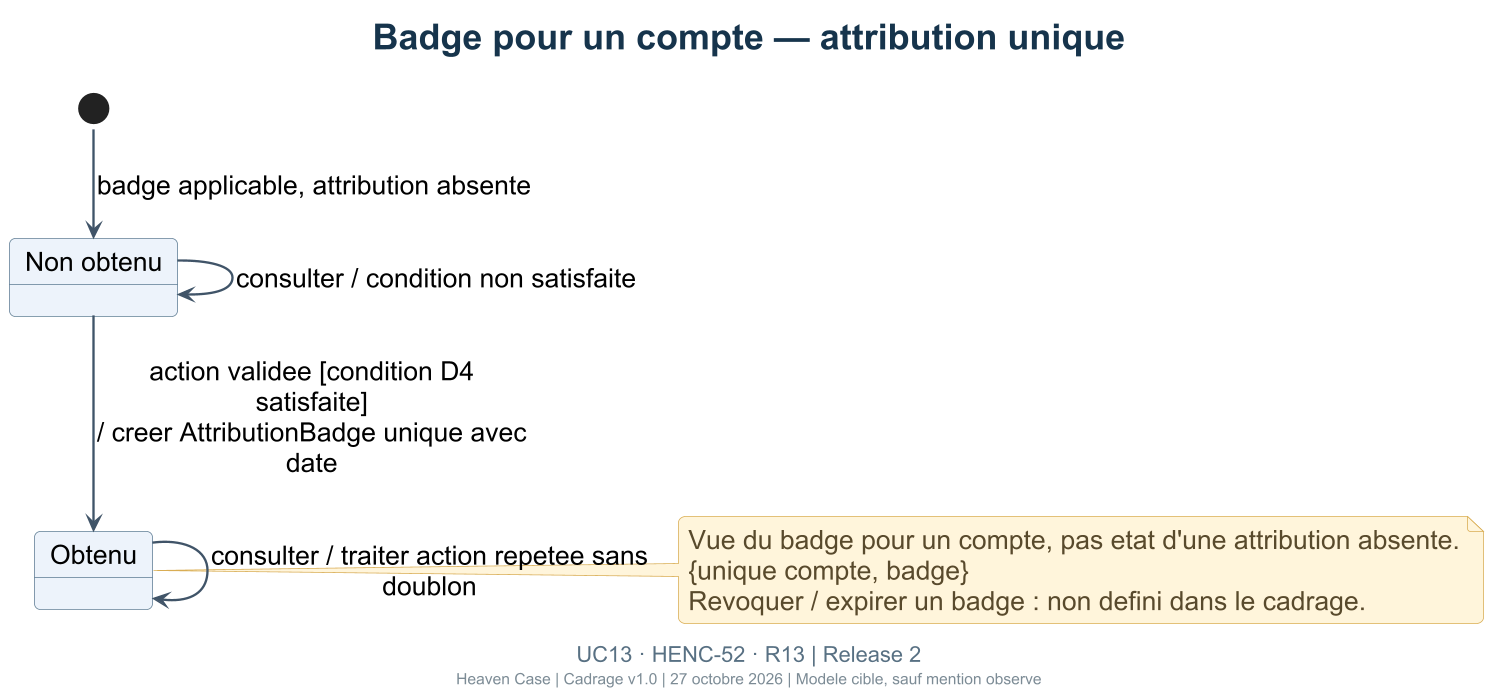 Badge pour un compte — attribution unique
badge applicable, attribution absente
Non obtenu
consulter / condition non satisfaite
action validee [condition D4
satisfaite]
/ creer AttributionBadge unique avec
date
Obtenu
consulter / traiter action repetee sans
doublon
Vue du badge pour un compte, pas etat d'une attribution absente.
{unique compte, badge}
Revoquer / expirer un badge : non defini dans le cadrage.
UC13 · HENC-52 · R13 | Release 2
Heaven Case | Cadrage v1.0 | 27 octobre 2026 | Modele cible, sauf mention observe